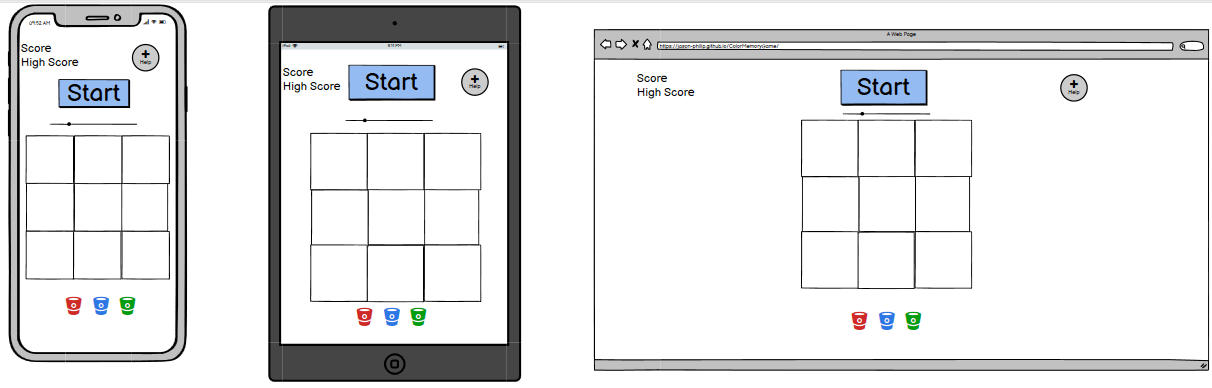 09:52 AM
Score
High Score
Help
Start
iPad
9:11 PM
Score
High Score
Start
Help
A Web Page
https://jason-philip.github.io/ColorMemoryGame/
Score
High Score
Start
Help